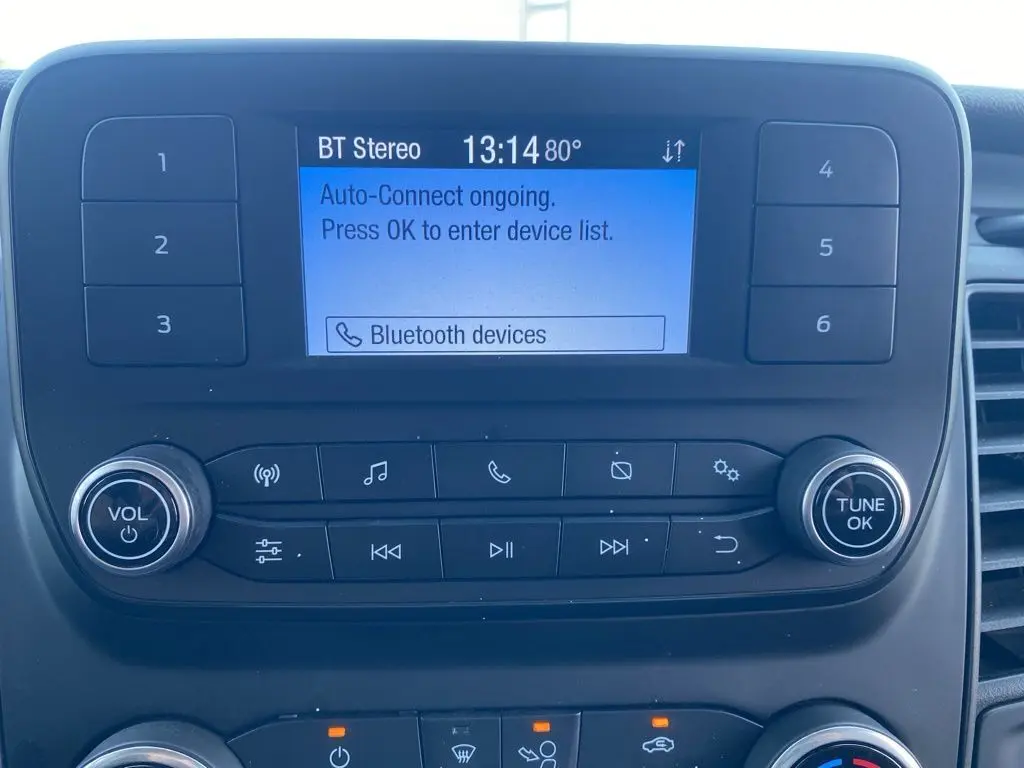 BT Stereo 13:14 80°
Auto-Connect ongoing.
Press OK to enter device list.
Bluetooth devices
1
2
3
4
5
6
VOL
TUNE
OK